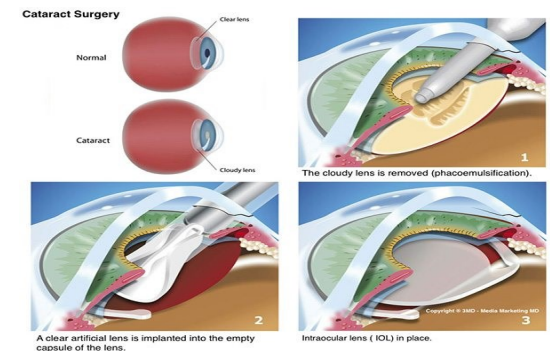 Cataract Surgery
Clear lens
Normal
Cataract
Cloudy lens
1
The cloudy lens is removed (phacoemulsification).
2
A clear artificial lens is implanted into the empty
capsule of the lens.
Copyright © 3MD - Media Marketing MD
3
Intraocular lens ( IOL) in place.